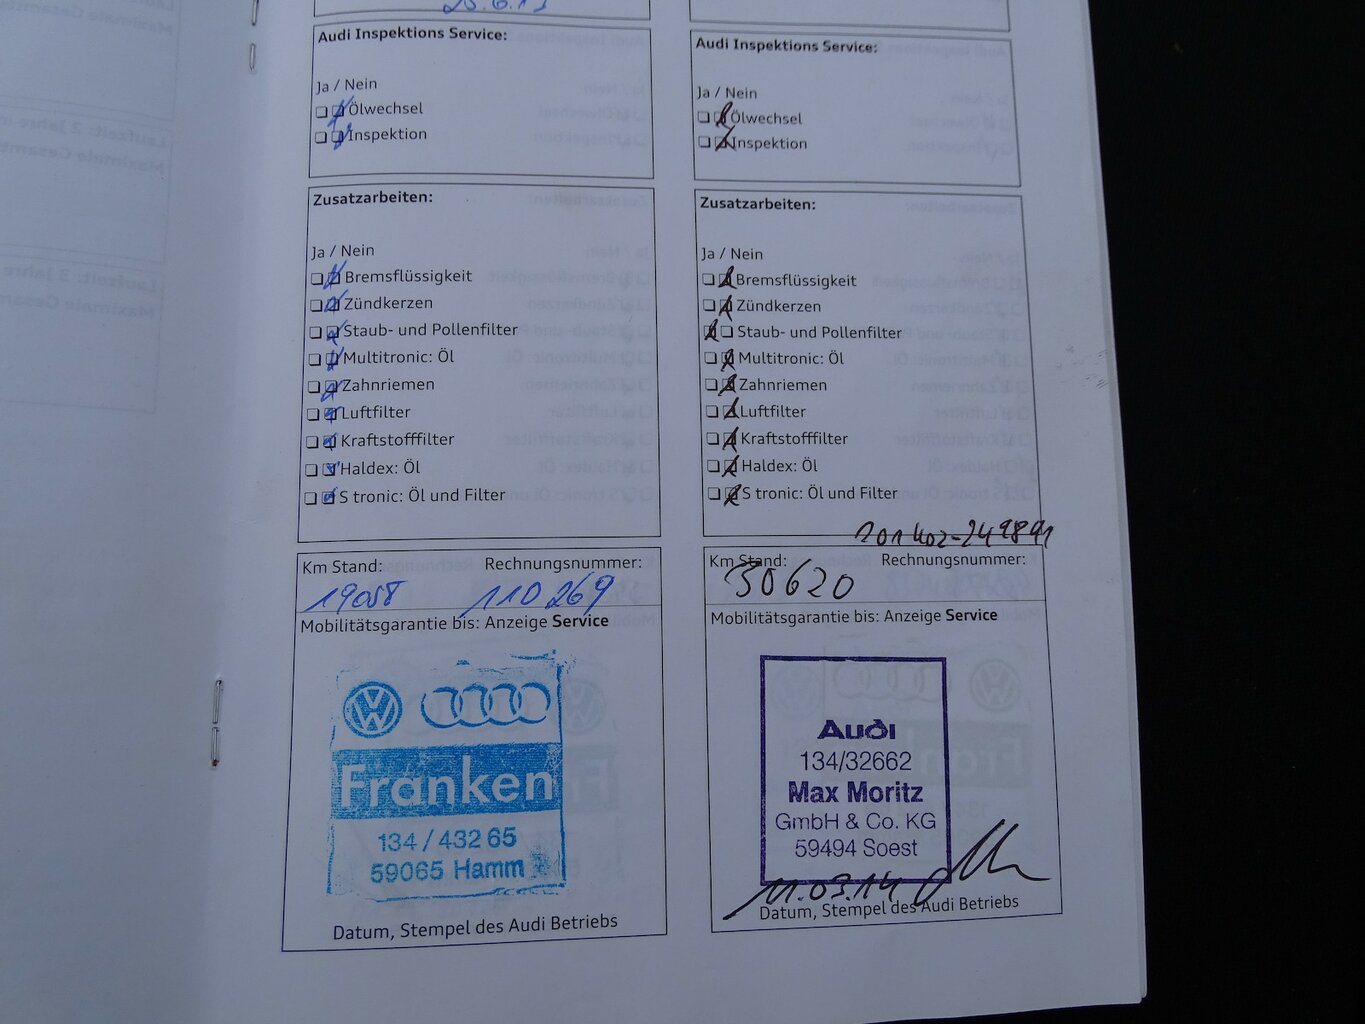 Audi Inspektions Service:
Ja / Nein
Ölwechsel
Inspektion
Zusatzarbeiten:
Ja / Nein
Bremsflüssigkeit
Zündkerzen
Staub- und Pollenfilter
Multitronic: Öl
Zahnriemen
Luftfilter
Kraftstofffilter
Haldex: Öl
S tronic: Öl und Filter
Km Stand: Rechnungsnummer:
19058 110269
Mobilitätsgarantie bis: Anzeige Service
Franken
134 / 432 65
59065 Hamm
Datum, Stempel des Audi Betriebs
Audi Inspektions Service:
Ja / Nein
Ölwechsel
Inspektion
Zusatzarbeiten:
Ja / Nein
Bremsflüssigkeit
Zündkerzen
Staub- und Pollenfilter
Multitronic: Öl
Zahnriemen
Luftfilter
Kraftstofffilter
Haldex: Öl
S tronic: Öl und Filter
Km Stand: Rechnungsnummer:
30620
Mobilitätsgarantie bis: Anzeige Service
Audi
134/32662
Max Moritz
GmbH & Co. KG
59494 Soest
11.03.14
Datum, Stempel des Audi Betriebs